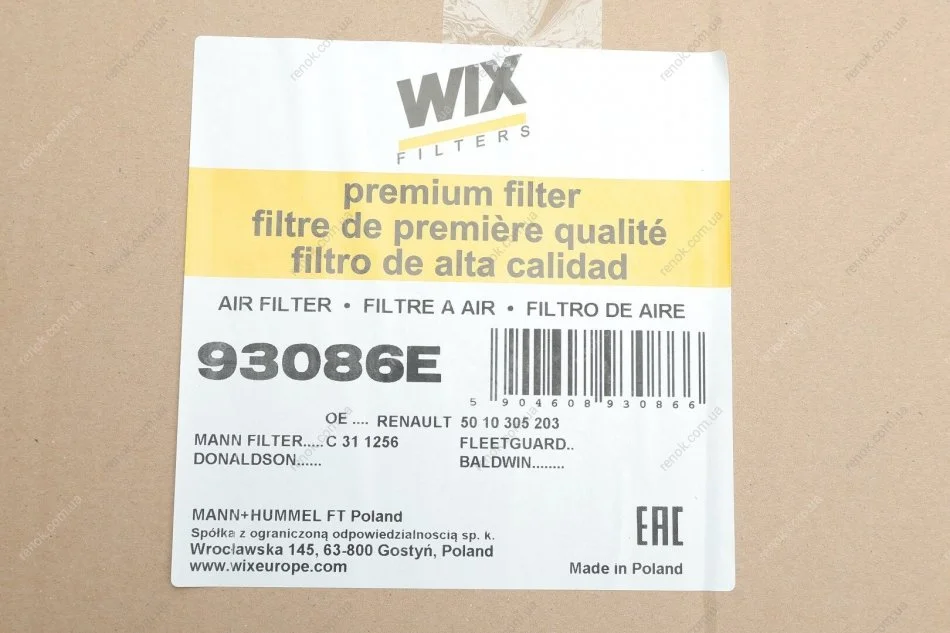 WIX
FILTERS
premium filter
filtre de première qualité
filtro de alta calidad
AIR FILTER • FILTRE A AIR • FILTRO DE AIRE
93086E
5 904608 930866
OE .... RENAULT 50 10 305 203
MANN FILTER.....C 31 1256 FLEETGUARD..
DONALDSON...... BALDWIN........
MANN+HUMMEL FT Poland
Spółka z ograniczoną odpowiedzialnością sp. k.
Wrocławska 145, 63-800 Gostyń, Poland
www.wixeurope.com
EAC
Made in Poland
renok.com.ua